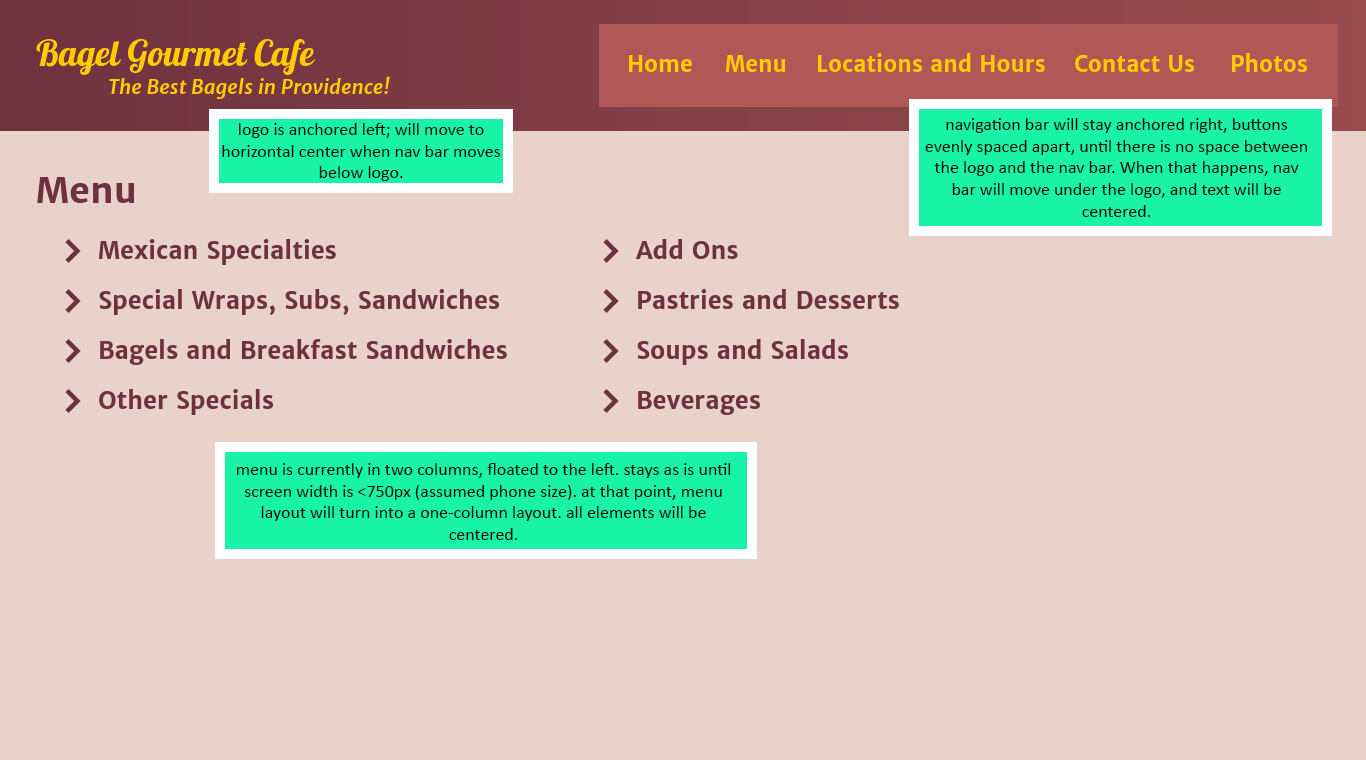 Bagel Gourmet Cafe
The Best Bagels in Providence!
Home Menu Locations and Hours Contact Us Photos
logo is anchored left; will move to
horizontal center when nav bar moves
below logo.
navigation bar will stay anchored right, buttons
evenly spaced apart, until there is no space between
the logo and the nav bar. When that happens, nav
bar will move under the logo, and text will be
centered.
Menu
Mexican Specialties
Special Wraps, Subs, Sandwiches
Bagels and Breakfast Sandwiches
Other Specials
Add Ons
Pastries and Desserts
Soups and Salads
Beverages
menu is currently in two columns, floated to the left. stays as is until
screen width is <750px (assumed phone size). at that point, menu
layout will turn into a one-column layout. all elements will be
centered.